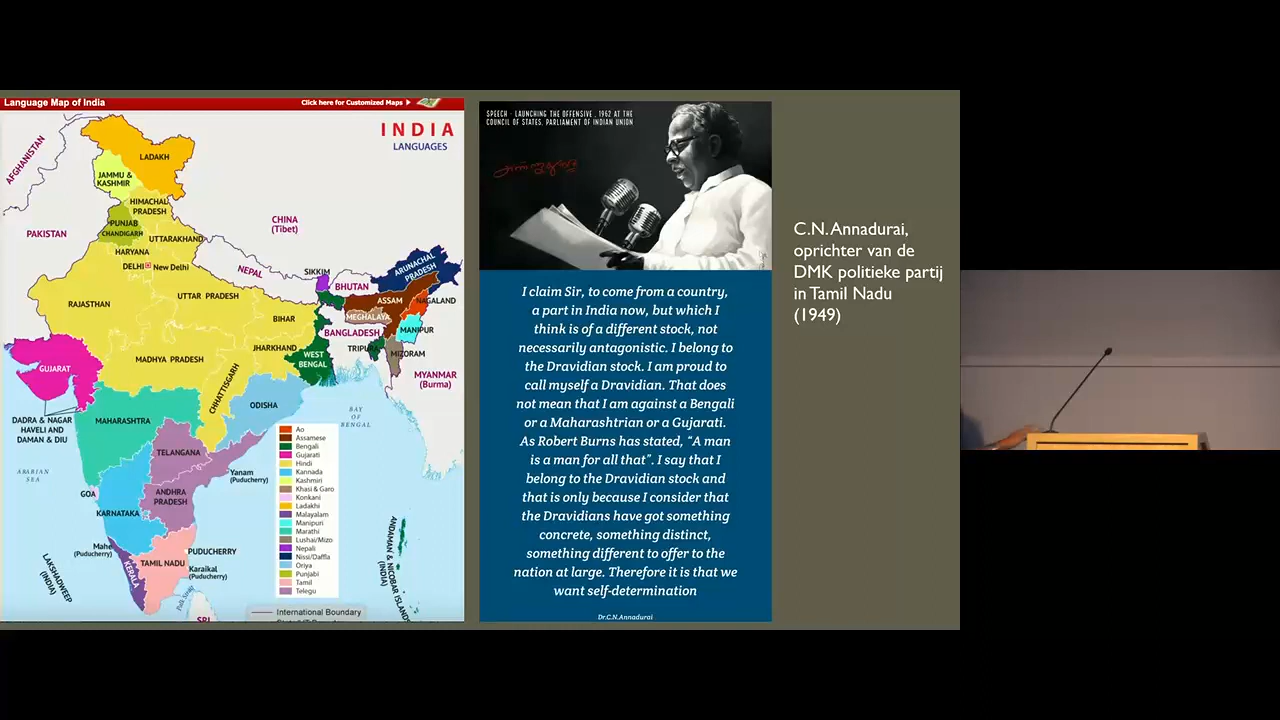 Language Map of India
Click here for Customized Maps
INDIA
LANGUAGES
AFGHANISTAN
LADAKH
JAMMU &
KASHMIR
HIMACHAL
PRADESH
PUNJAB
CHANDIGARH
PAKISTAN
UTTARAKHAND
HARYANA
DELHI
New Delhi
CHINA
(Tibet)
NEPAL
SIKKIM
BHUTAN
ARUNACHAL
PRADESH
RAJASTHAN
UTTAR PRADESH
BIHAR
ASSAM
NAGALAND
MEGHALAYA
MANIPUR
BANGLADESH
TRIPURA
MIZORAM
GUJARAT
MADHYA PRADESH
JHARKHAND
WEST
BENGAL
MYANMAR
(Burma)
CHHATTISGARH
ODISHA
DADRA & NAGAR
HAVELI AND
DAMAN & DIU
MAHARASHTRA
BAY
OF
BENGAL
TELANGANA
ARABIAN
SEA
Yanam
(Puducherry)
GOA
ANDHRA
PRADESH
KARNATAKA
Mahe
(Puducherry)
PUDUCHERRY
KERALA
TAMIL NADU
Karaikal
(Puducherry)
LAKSHADWEEP
(INDIA)
ANDAMAN & NICOBAR ISLANDS
(INDIA)
Palk Strait
SRI
Ao
Assamese
Bengali
Gujarati
Hindi
Kannada
Kashmiri
Khasi & Garo
Konkani
Ladakhi
Malayalam
Manipuri
Marathi
Lushai/Mizo
Nepali
Nissi/Daffla
Oriya
Punjabi
Tamil
Telegu
International Boundary
SPEECH - LAUNCHING THE OFFENSIVE , 1962 AT THE
COUNCIL OF STATES, PARLIAMENT OF INDIAN UNION
I claim Sir, to come from a country,
a part in India now, but which I
think is of a different stock, not
necessarily antagonistic. I belong to
the Dravidian stock. I am proud to
call myself a Dravidian. That does
not mean that I am against a Bengali
or a Maharashtrian or a Gujarati.
As Robert Burns has stated, “A man
is a man for all that”. I say that I
belong to the Dravidian stock and
that is only because I consider that
the Dravidians have got something
concrete, something distinct,
something different to offer to the
nation at large. Therefore it is that we
want self-determination
Dr.C.N.Annadurai
C.N. Annadurai,
oprichter van de
DMK politieke partij
in Tamil Nadu
(1949)